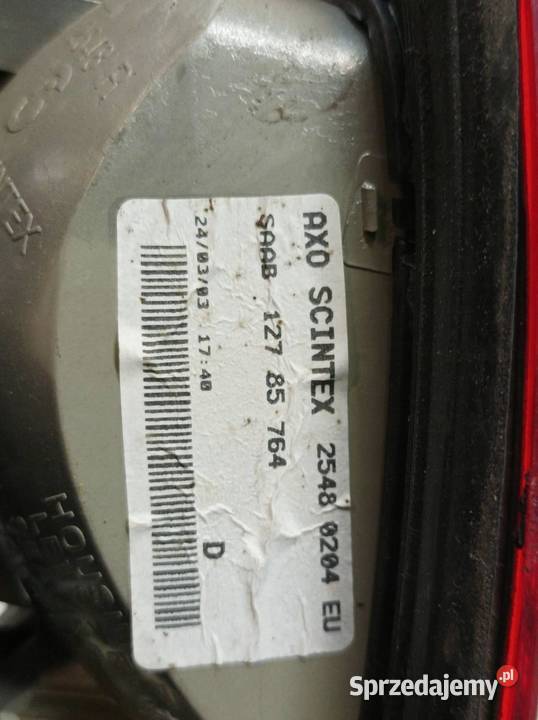 AXO SCINTEX 2548 0204 EU
SAAB 127 85 764
24/03/03 17:40
D
Sprzedajemy.pl